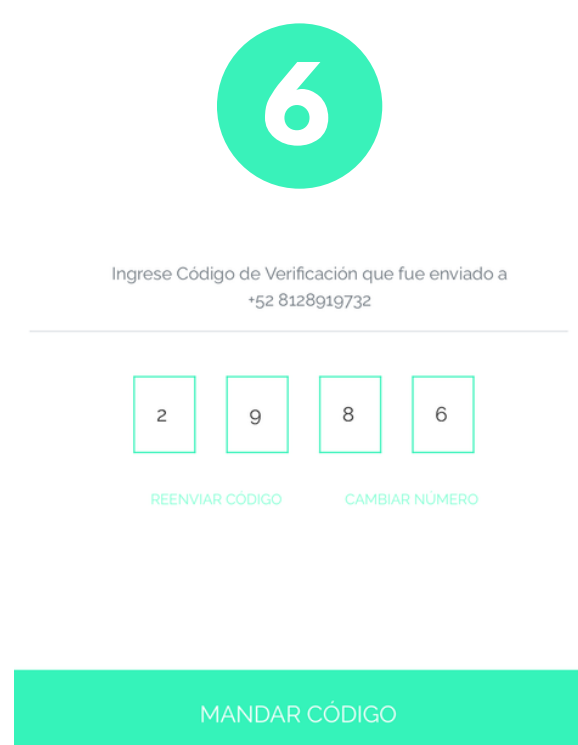 6
Ingrese Código de Verificación que fue enviado a
+52 8128919732
2 9 8 6
REENVIAR CÓDIGO CAMBIAR NÚMERO
MANDAR CÓDIGO